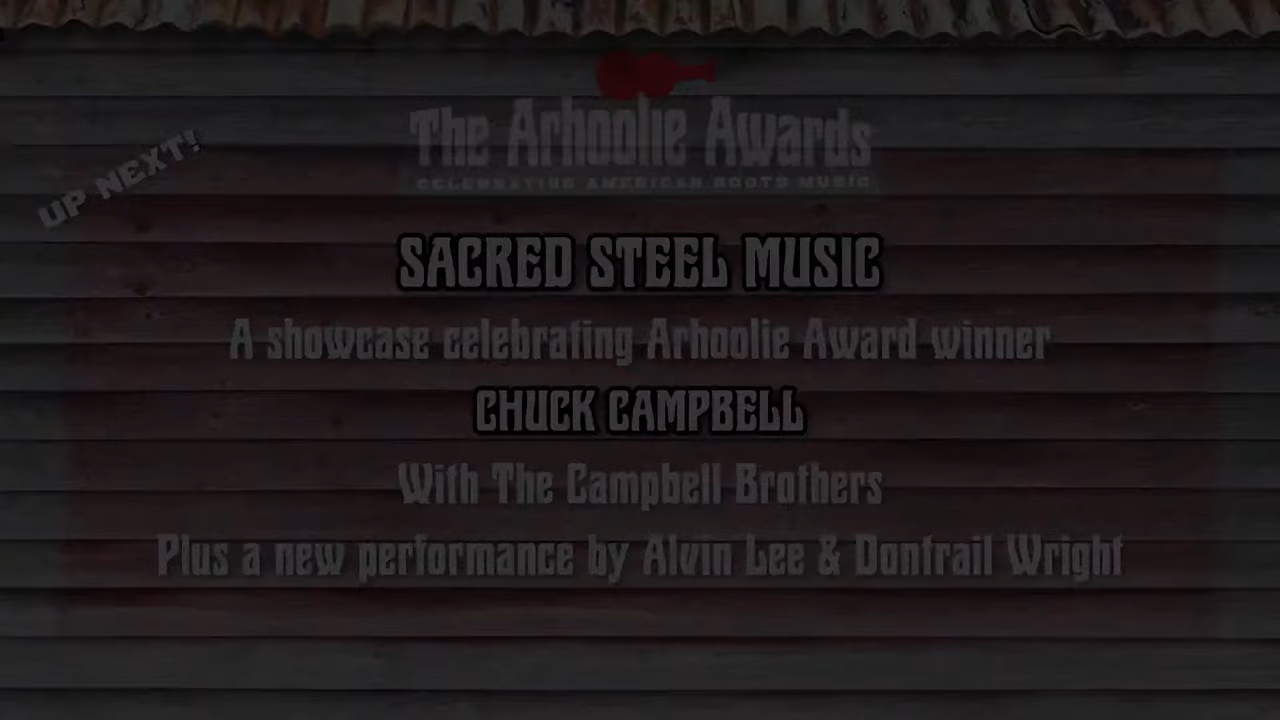 The Arhoolie Awards
CELEBRATING AMERICAN ROOTS MUSIC
UP NEXT!
SACRED STEEL MUSIC
A showcase celebrating Arhoolie Award winner
CHUCK CAMPBELL
With The Campbell Brothers
Plus a new performance by Alvin Lee & Dontrail Wright